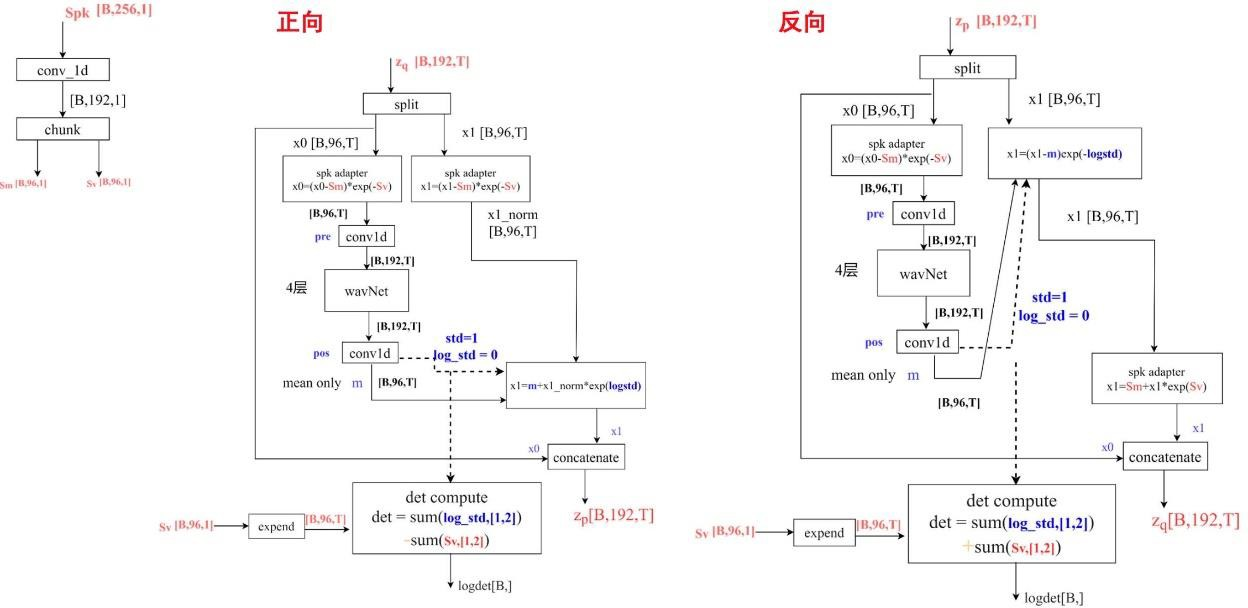 Spk [B,256,1]
conv_1d
[B,192,1]
chunk
Sm [B,96,1]
Sv [B,96,1]
正向
zq [B,192,T]
split
x0 [B,96,T]
x1 [B,96,T]
spk adapter
x0=(x0-Sm)*exp(-Sv)
spk adapter
x1=(x1-Sm)*exp(-Sv)
[B,96,T]
x1_norm
[B,96,T]
pre
conv1d
[B,192,T]
4层
wavNet
[B,192,T]
std=1
log_std = 0
pos
conv1d
mean only m
[B,96,T]
x1=m+x1_norm*exp(logstd)
x1
x0
concatenate
zp[B,192,T]
det compute
det = sum(log_std,[1,2])
-sum(Sv,[1,2])
Sv [B,96,1]
expend
[B,96,T]
logdet[B,]
反向
zp [B,192,T]
split
x0 [B,96,T]
x1 [B,96,T]
spk adapter
x0=(x0-Sm)*exp(-Sv)
x1=(x1-m)exp(-logstd)
[B,96,T]
pre
conv1d
x1 [B,96,T]
[B,192,T]
4层
wavNet
std=1
log_std = 0
[B,192,T]
pos
conv1d
mean only m
[B,96,T]
spk adapter
x1=Sm+x1*exp(Sv)
x1
x0
concatenate
zq[B,192,T]
det compute
det = sum(log_std,[1,2])
+sum(Sv,[1,2])
Sv [B,96,1]
expend
[B,96,T]
logdet[B,]